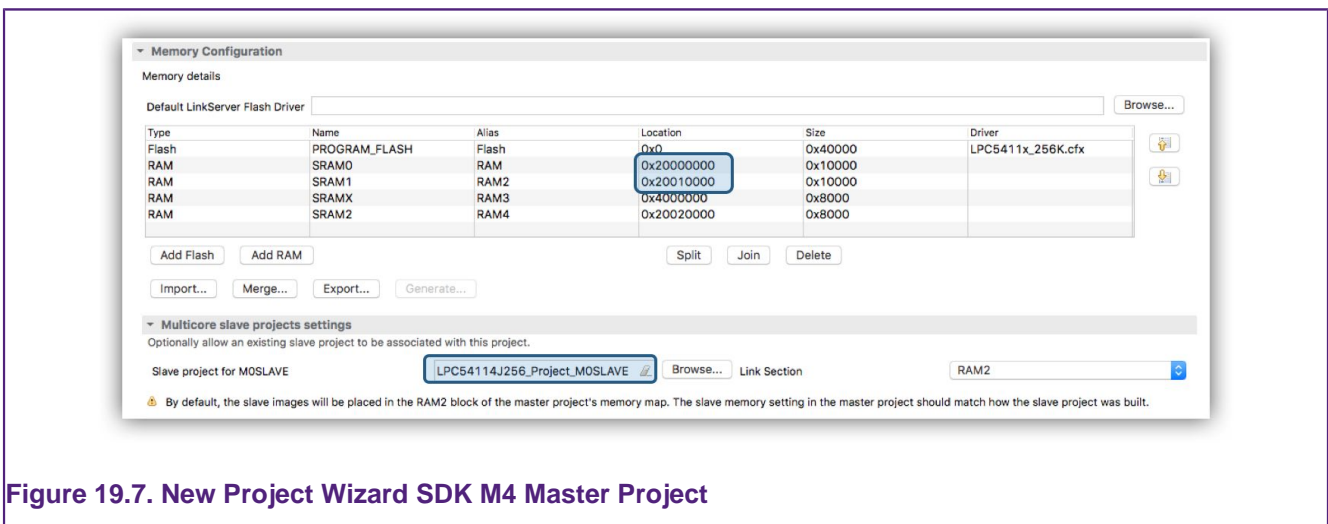 Memory Configuration
Memory details
Default LinkServer Flash Driver Browse...
Type Name Alias Location Size Driver
Flash PROGRAM_FLASH Flash 0x0 0x40000 LPC5411x_256K.cfx
RAM SRAM0 RAM 0x20000000 0x10000
RAM SRAM1 RAM2 0x20010000 0x10000
RAM SRAMX RAM3 0x4000000 0x8000
RAM SRAM2 RAM4 0x20020000 0x8000
Add Flash Add RAM Split Join Delete
Import... Merge... Export... Generate...
Multicore slave projects settings
Optionally allow an existing slave project to be associated with this project.
Slave project for M0SLAVE LPC54114J256_Project_M0SLAVE Browse... Link Section RAM2
By default, the slave images will be placed in the RAM2 block of the master project's memory map. The slave memory setting in the master project should match how the slave project was built.
Figure 19.7. New Project Wizard SDK M4 Master Project